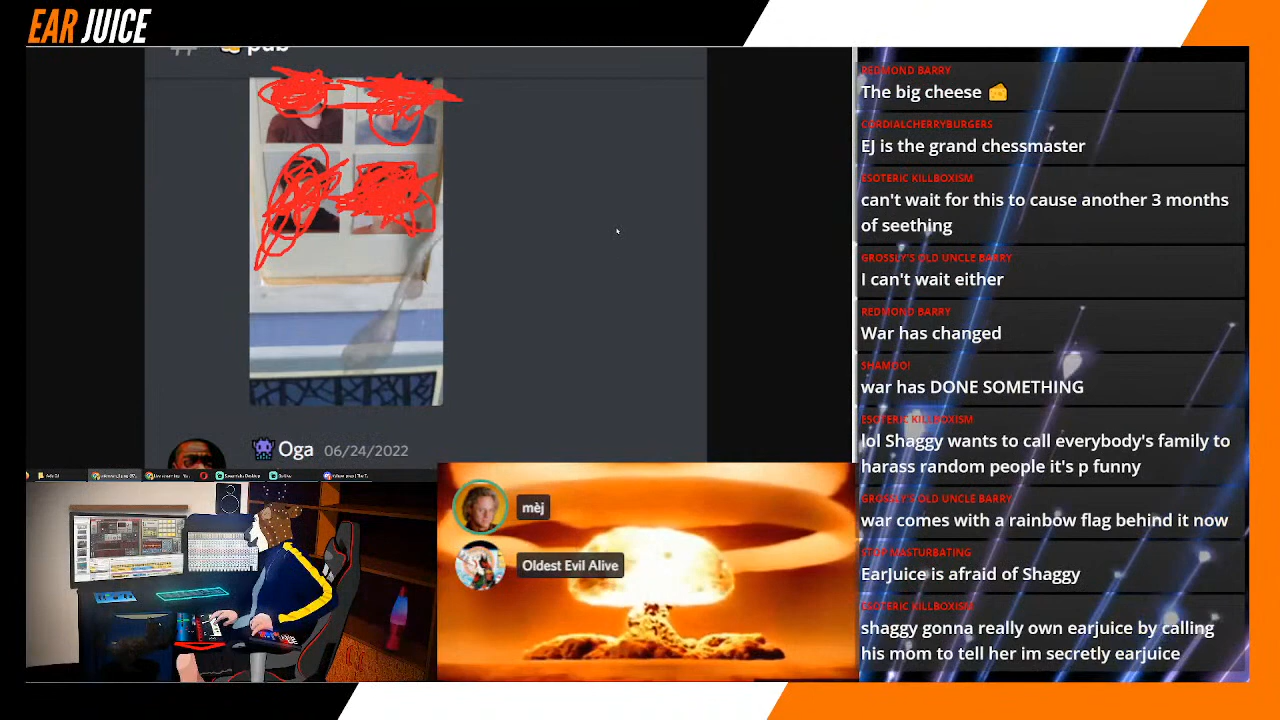 EAR JUICE
# pub
Oga 06/24/2022
mèj
Oldest Evil Alive
REDMOND BARRY
The big cheese 🧀
CORDIALCHERRYBURGERS
EJ is the grand chessmaster
ESOTERIC KILLBOXISM
can't wait for this to cause another 3 months
of seething
GROSSLY'S OLD UNCLE BARRY
I can't wait either
REDMOND BARRY
War has changed
SHAMOO!
war has DONE SOMETHING
ESOTERIC KILLBOXISM
lol Shaggy wants to call everybody's family to
harass random people it's p funny
GROSSLY'S OLD UNCLE BARRY
war comes with a rainbow flag behind it now
STOP MASTURBATING
EarJuice is afraid of Shaggy
ESOTERIC KILLBOXISM
shaggy gonna really own earjuice by calling
his mom to tell her im secretly earjuice